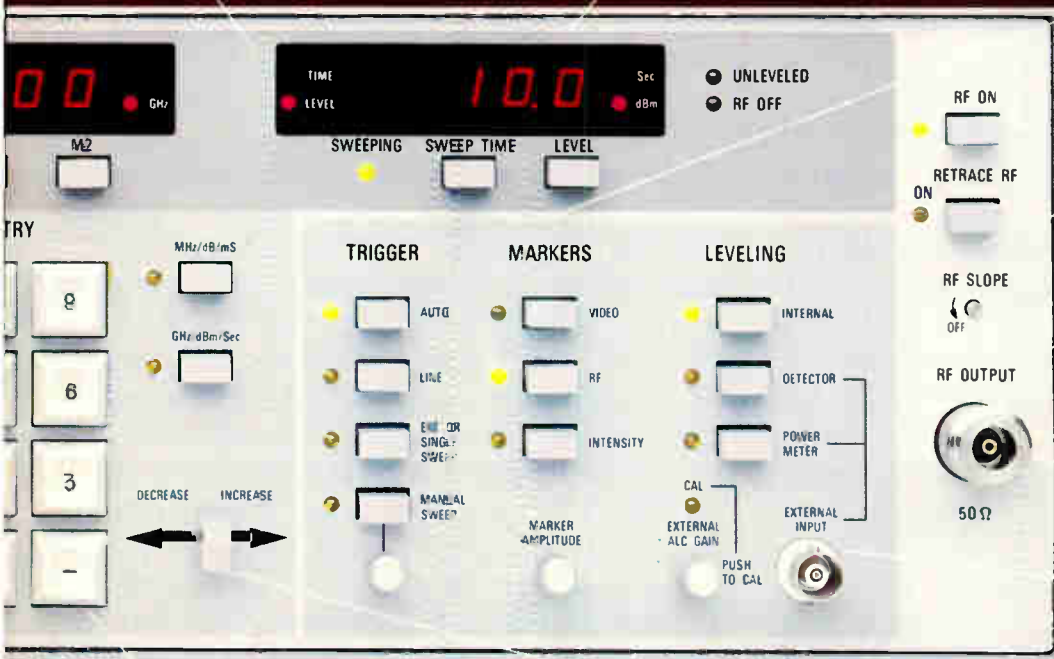 00 GHz
TIME
LEVEL
10.0
Sec
dBm
UNLEVELED
RF OFF
M2
SWEEPING
SWEEP TIME
LEVEL
RF ON
RETRACE RF
ON
RF SLOPE
OFF
RF OUTPUT
50 Ω
TRY
9
6
3
-
MHz/dB/mS
GHz/dBm/Sec
DECREASE
INCREASE
TRIGGER
AUTO
LINE
SINGLE
SWEEP
MANUAL
SWEEP
MARKERS
VIDEO
RF
INTENSITY
MARKER
AMPLITUDE
LEVELING
INTERNAL
DETECTOR
POWER
METER
CAL
EXTERNAL
ALC GAIN
PUSH
TO CAL
EXTERNAL
INPUT